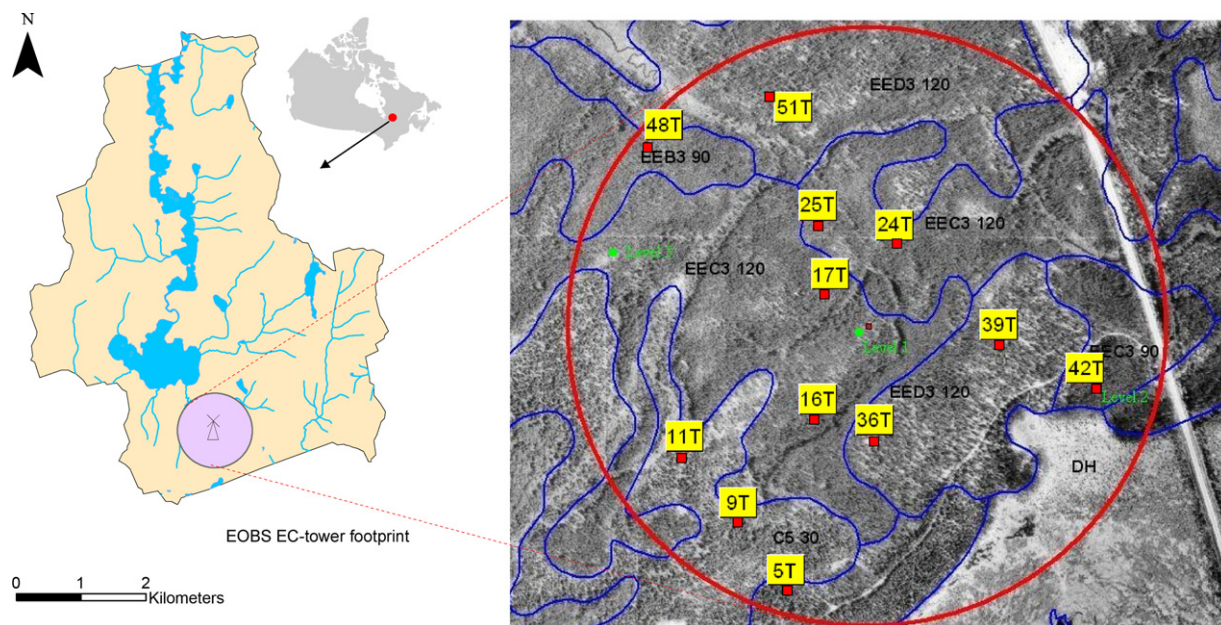 N
EOBS EC-tower footprint
0 1 2
Kilometers
EED3 120
51T
48T
EEB3 90
25T
24T
EEC3 120
EEC3 120
17T
Level 1
39T
EEC3 90
42T
Level 2
EED3 120
16T
36T
11T
DH
9T
C5 30
5T